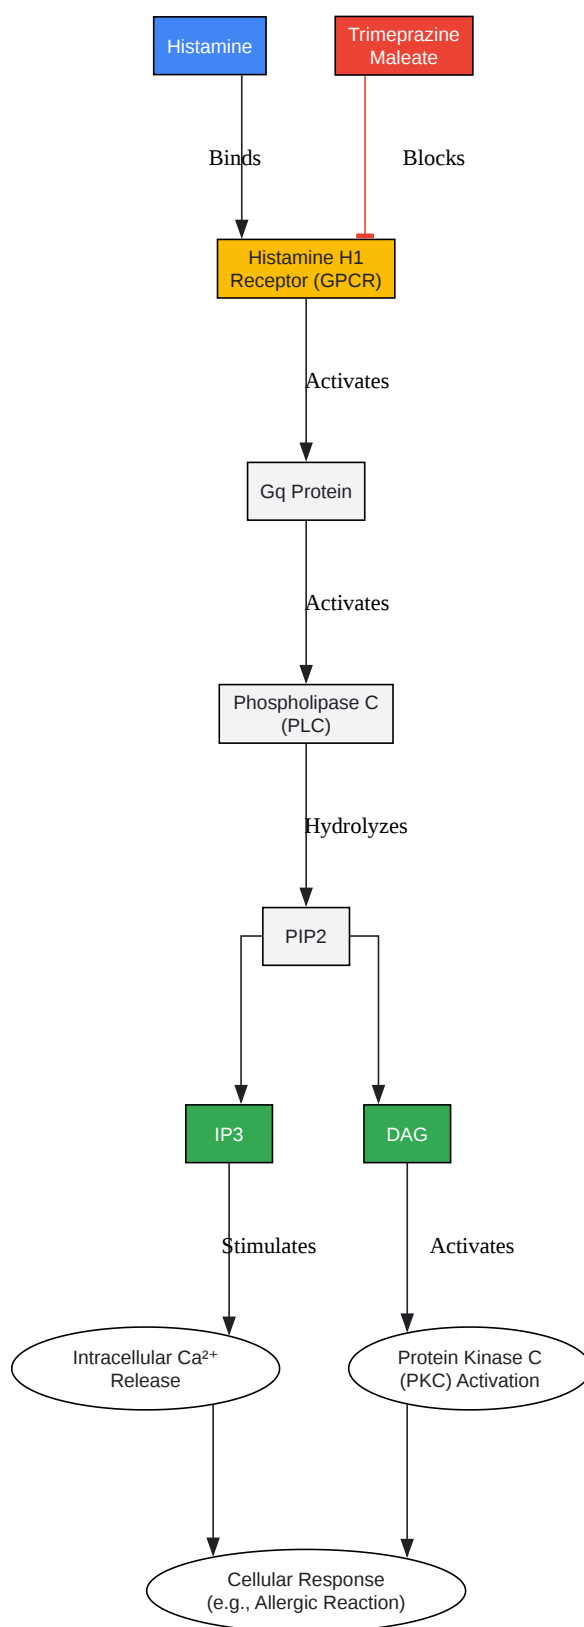 Histamine
Trimeprazine
Maleate
Binds
Blocks
Histamine H1
Receptor (GPCR)
Activates
Gq Protein
Activates
Phospholipase C
(PLC)
Hydrolyzes
PIP2
IP3
DAG
Stimulates
Activates
Intracellular Ca²⁺
Release
Protein Kinase C
(PKC) Activation
Cellular Response
(e.g., Allergic Reaction)